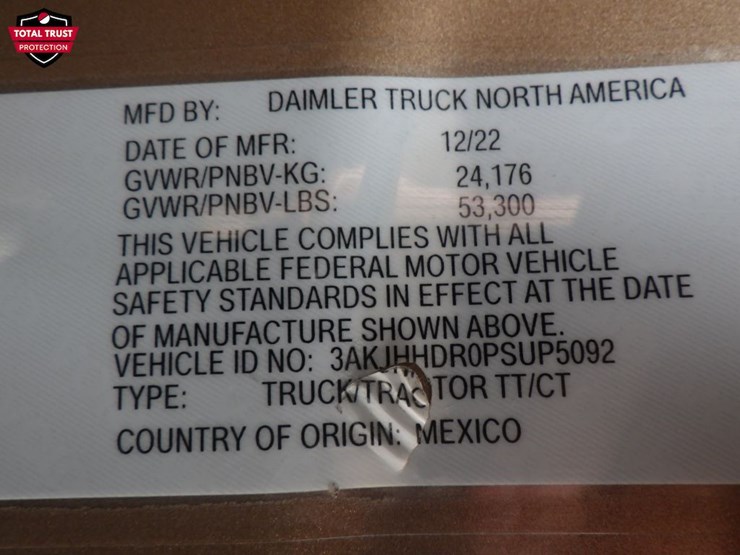 TOTAL TRUST
PROTECTION
MFD BY: DAIMLER TRUCK NORTH AMERICA
DATE OF MFR: 12/22
GVWR/PNBV-KG: 24,176
GVWR/PNBV-LBS: 53,300
THIS VEHICLE COMPLIES WITH ALL
APPLICABLE FEDERAL MOTOR VEHICLE
SAFETY STANDARDS IN EFFECT AT THE DATE
OF MANUFACTURE SHOWN ABOVE.
VEHICLE ID NO: 3AKJHHDR0PSUP5092
TYPE: TRUCK/TRACTOR TT/CT
COUNTRY OF ORIGIN: MEXICO